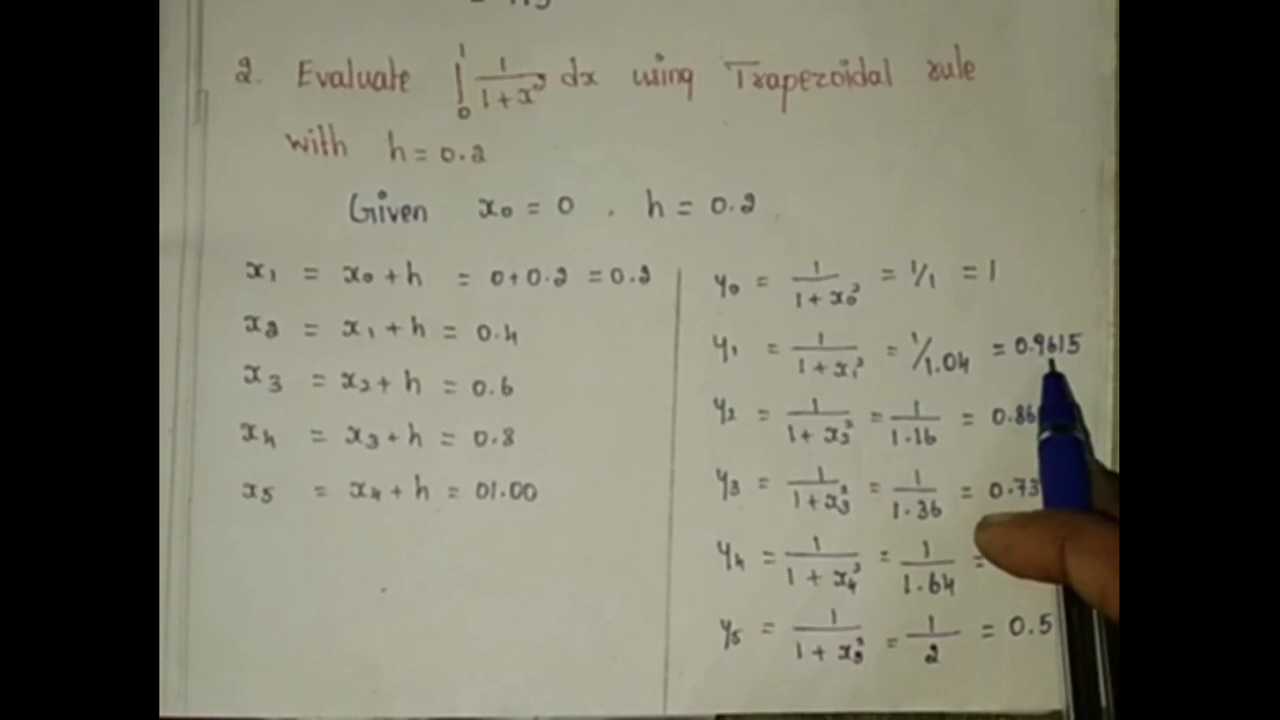 2. Evaluate ∫₀¹ 1/(1+x²) dx using Trapezoidal rule
with h = 0.2
Given x₀ = 0 . h = 0.2
x₁ = x₀ + h = 0+0.2 = 0.2
x₂ = x₁ + h = 0.4
x₃ = x₂ + h = 0.6
x₄ = x₃ + h = 0.8
x₅ = x₄ + h = 01.00
y₀ = 1/(1+x₀²) = 1/1 = 1
y₁ = 1/(1+x₁²) = 1/1.04 = 0.9615
y₂ = 1/(1+x₂²) = 1/1.16 = 0.86
y₃ = 1/(1+x₃²) = 1/1.36 = 0.73
y₄ = 1/(1+x₄²) = 1/1.64 =
y₅ = 1/(1+x₅²) = 1/2 = 0.5